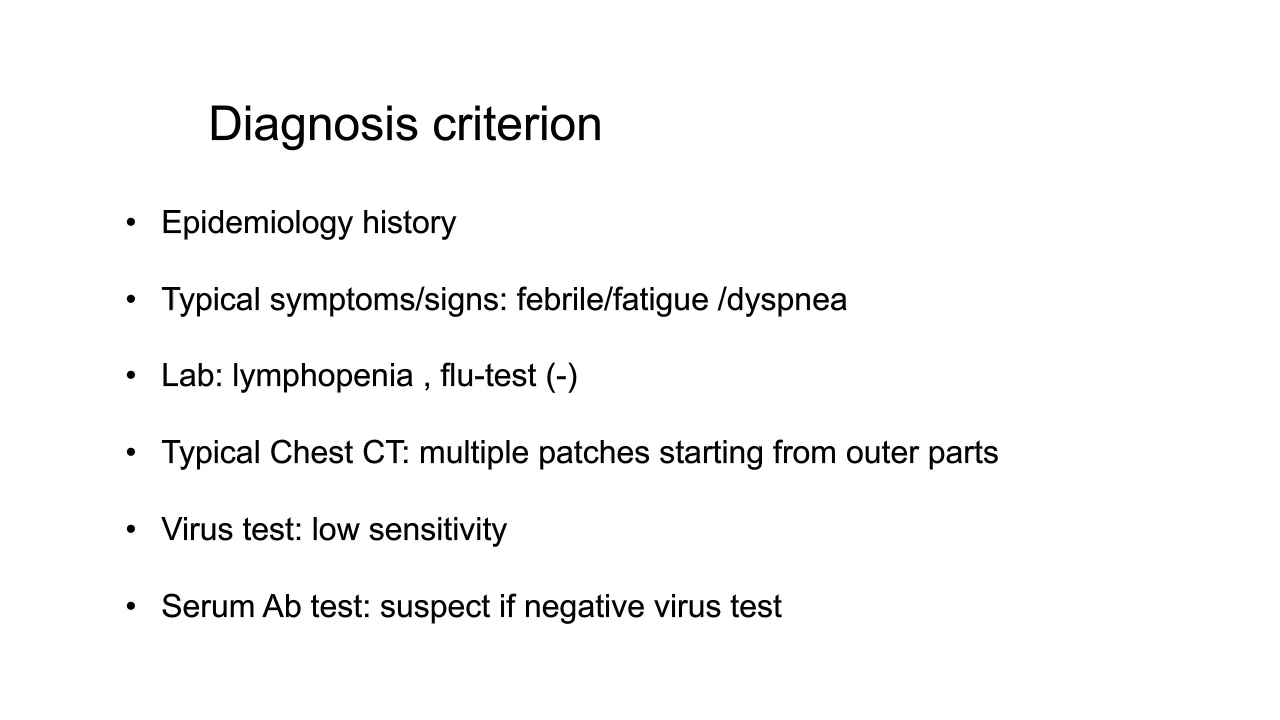 Diagnosis criterion
• Epidemiology history
• Typical symptoms/signs: febrile/fatigue /dyspnea
• Lab: lymphopenia , flu-test (-)
• Typical Chest CT: multiple patches starting from outer parts
• Virus test: low sensitivity
• Serum Ab test: suspect if negative virus test